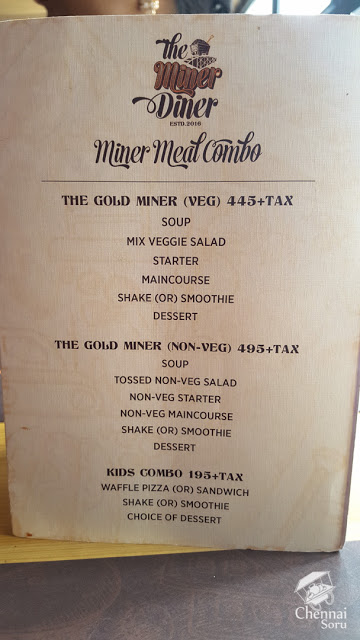 the
Miner
Diner
ESTD.2016
Miner Meal Combo
THE GOLD MINER (VEG) 445+TAX
SOUP
MIX VEGGIE SALAD
STARTER
MAINCOURSE
SHAKE (OR) SMOOTHIE
DESSERT
THE GOLD MINER (NON-VEG) 495+TAX
SOUP
TOSSED NON-VEG SALAD
NON-VEG STARTER
NON-VEG MAINCOURSE
SHAKE (OR) SMOOTHIE
DESSERT
KIDS COMBO 195+TAX
WAFFLE PIZZA (OR) SANDWICH
SHAKE (OR) SMOOTHIE
CHOICE OF DESSERT
Chennai
Soru